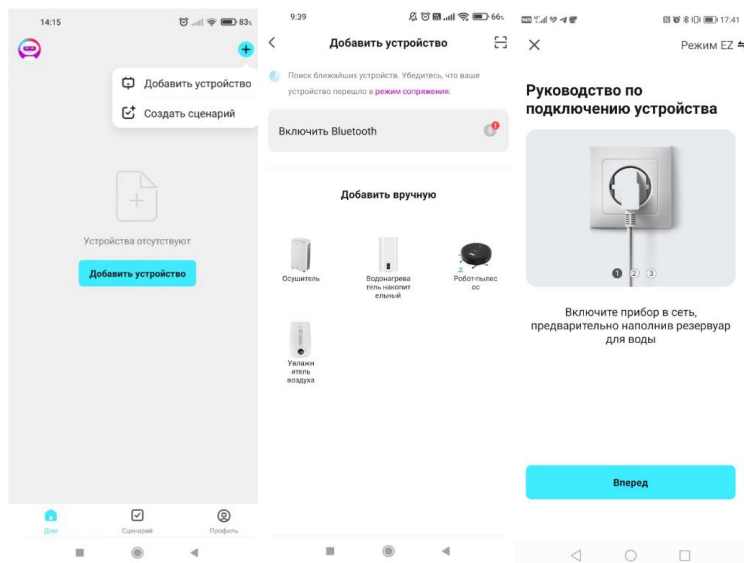 14:15
83%
Добавить устройство
Создать сценарий
Устройства отсутствуют
Добавить устройство
Дом
Сценарий
Профиль
9:39
66%
Добавить устройство
Поиск ближайших устройств. Убедитесь, что ваше
устройство перешло в режим сопряжения.
Включить Bluetooth
Добавить вручную
Осушитель
Водонагрева
тель накопит
ельный
Робот-пылес
ос
Увлажн
итель
воздуха
17:41
Режим EZ
Руководство по
подключению устройства
1 2 3
Включите прибор в сеть,
предварительно наполнив резервуар
для воды
Вперед